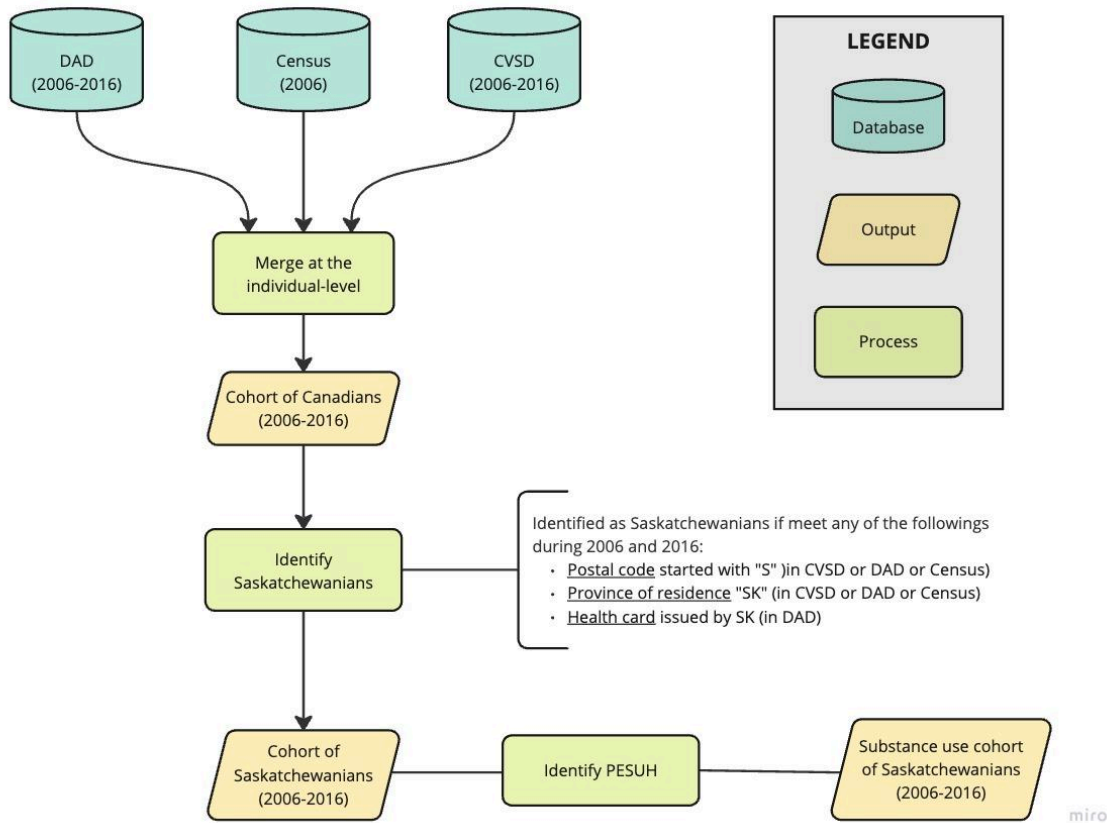 DAD
(2006-2016)
Census
(2006)
CVSD
(2006-2016)
LEGEND
Database
Output
Process
Merge at the
individual-level
Cohort of Canadians
(2006-2016)
Identify
Saskatchewanians
Identified as Saskatchewanians if meet any of the followings
during 2006 and 2016:
· Postal code started with "S" )in CVSD or DAD or Census)
· Province of residence "SK" (in CVSD or DAD or Census)
· Health card issued by SK (in DAD)
Cohort of
Saskatchewanians
(2006-2016)
Identify PESUH
Substance use cohort
of Saskatchewanians
(2006-2016)
miro